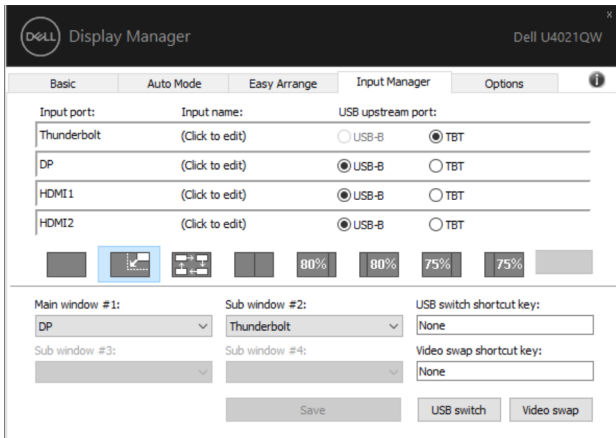 DELL Display Manager Dell U4021QW
Basic Auto Mode Easy Arrange Input Manager Options
Input port: Input name: USB upstream port:
Thunderbolt (Click to edit) USB-B TBT
DP (Click to edit) USB-B TBT
HDMI1 (Click to edit) USB-B TBT
HDMI2 (Click to edit) USB-B TBT
80% 80% 75% 75%
Main window #1: Sub window #2: USB switch shortcut key:
DP Thunderbolt None
Sub window #3: Sub window #4: Video swap shortcut key:
None
Save USB switch Video swap